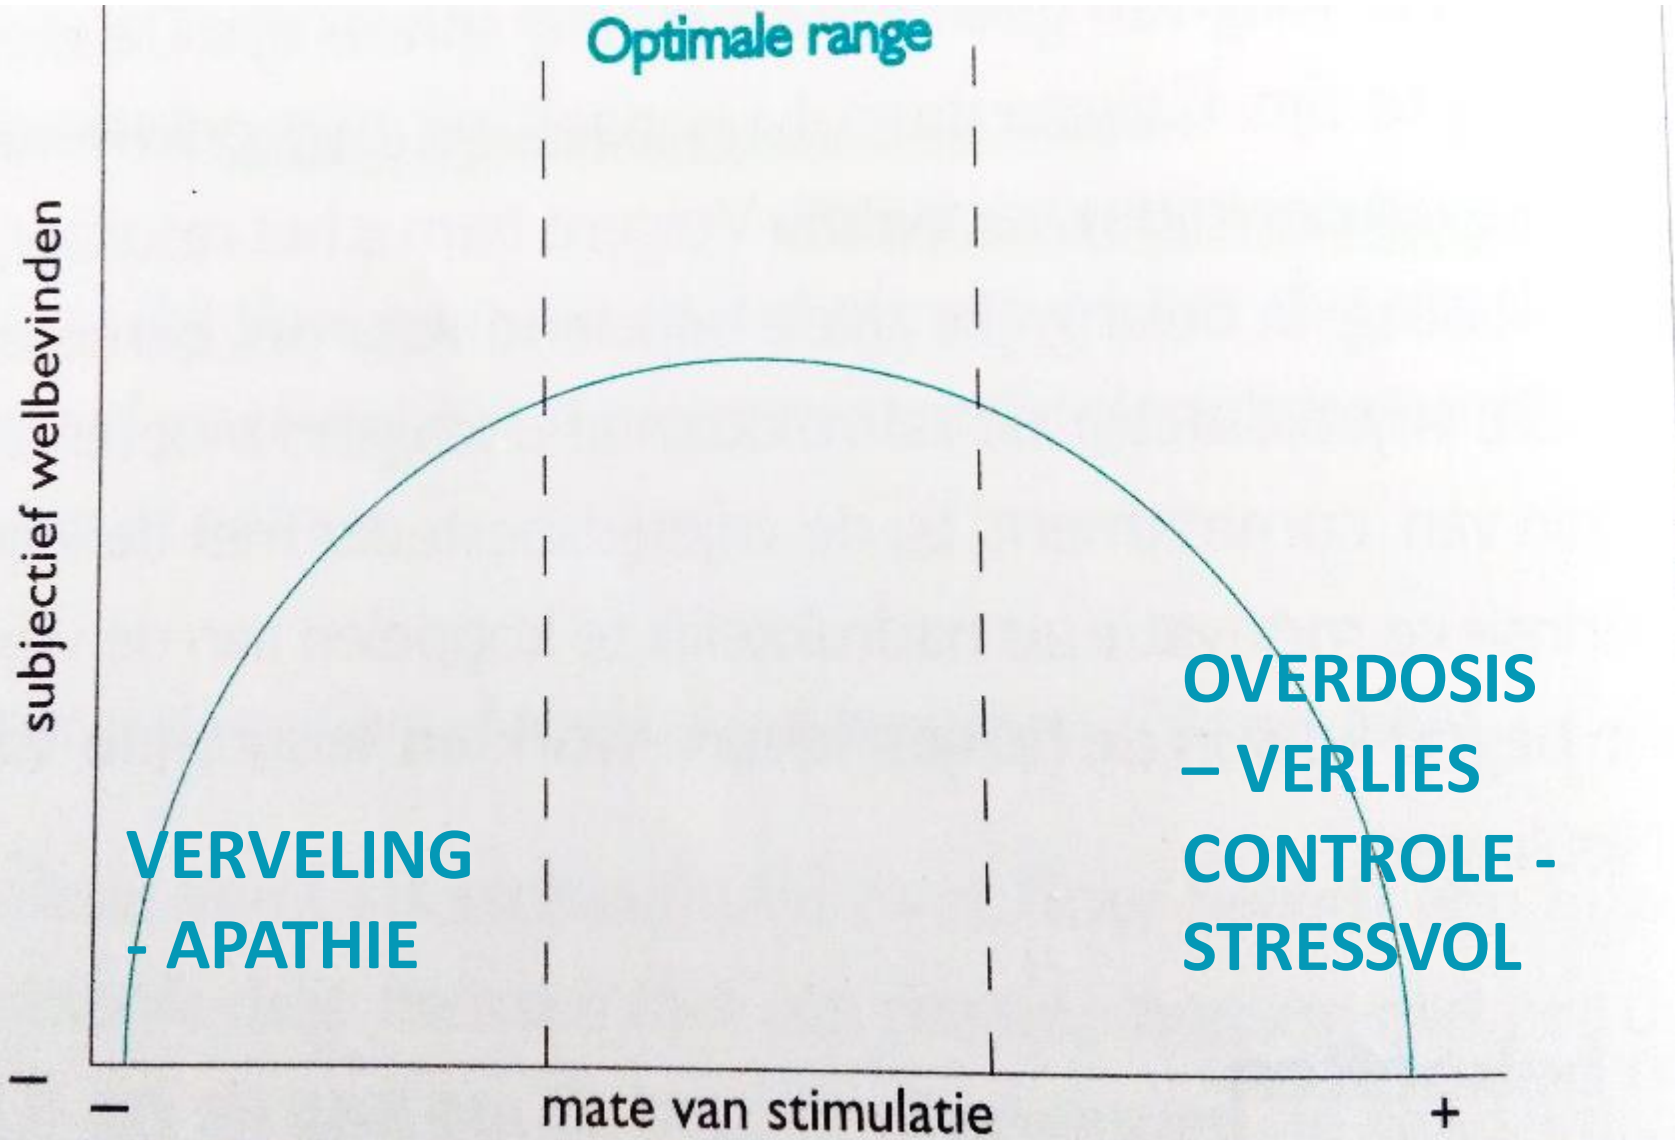 Optimale range
subjectief welbevinden
VERVELING
- APATHIE
OVERDOSIS
– VERLIES
CONTROLE -
STRESSVOL
–
–
mate van stimulatie
+